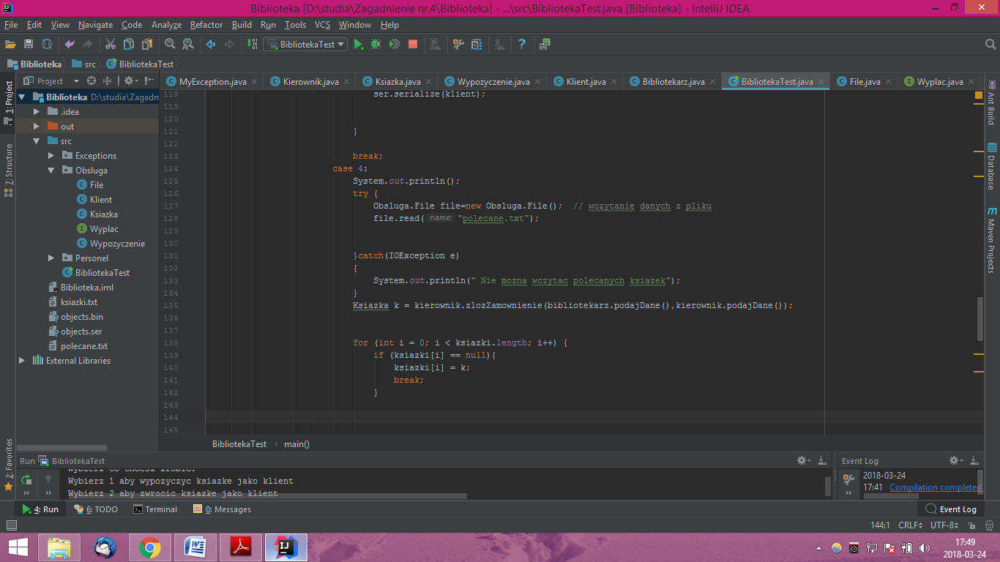 Biblioteka [D:\studia\Zagadnienie nr.4\Biblioteka] - ...\src\BibliotekaTest.java [Biblioteka] - IntelliJ IDEA
File Edit View Navigate Code Analyze Refactor Build Run Tools VCS Window Help
BibliotekaTest
Biblioteka src BibliotekaTest
Project
MyException.java Kierownik.java Ksiazka.java Wypozyczenie.java Klient.java Bibliotekarz.java BibliotekaTest.java File.java Wyplac.java
1: Project
7: Structure
2: Favorites
Biblioteka D:\studia\Zagadn
.idea
out
src
Exceptions
Obsluga
File
Klient
Ksiazka
Wyplac
Wypozyczenie
Personel
BibliotekaTest
Biblioteka.iml
ksiazki.txt
objects.bin
objects.ser
polecane.txt
External Libraries
118 ser.serialize(klient);
119
120
121 }
122
123 break;
124 case 4:
125 System.out.println();
126 try {
127 Obsluga.File file=new Obsluga.File(); // wczytanie danych z pliku
128 file.read( name: "polecane.txt");
129
130
131 }catch(IOException e)
132 {
133 System.out.println(" Nie mozna wczytac polecanych ksiazek");
134 }
135 Ksiazka k = kierownik.zlozZamownienie(bibliotekarz.podajDane(),kierownik.podajDane());
136
137
138 for (int i = 0; i < ksiazki.length; i++) {
139 if (ksiazki[i] == null){
140 ksiazki[i] = k;
141 break;
142 }
143
144
145
Ant Build
Database
Maven Projects
BibliotekaTest main()
Run BibliotekaTest
Wybierz co chcesz zrobic:
Wybierz 1 aby wypozyczyc ksiazke jako klient
Wybierz 2 aby zwrocic ksiazke jako klient
Event Log
2018-03-24
17:41 Compilation completed
4: Run 6: TODO Terminal 0: Messages Event Log
144:1 CRLF UTF-8
17:49
2018-03-24